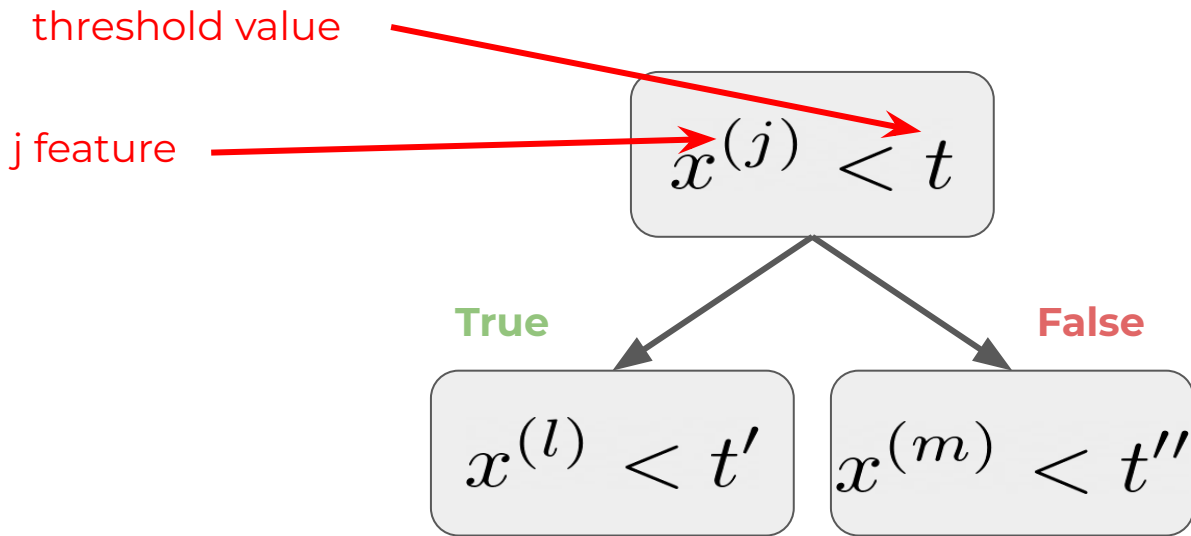 threshold value
j feature
x^{(j)} < t
True
False
x^{(l)} < t′
x^{(m)} < t′′